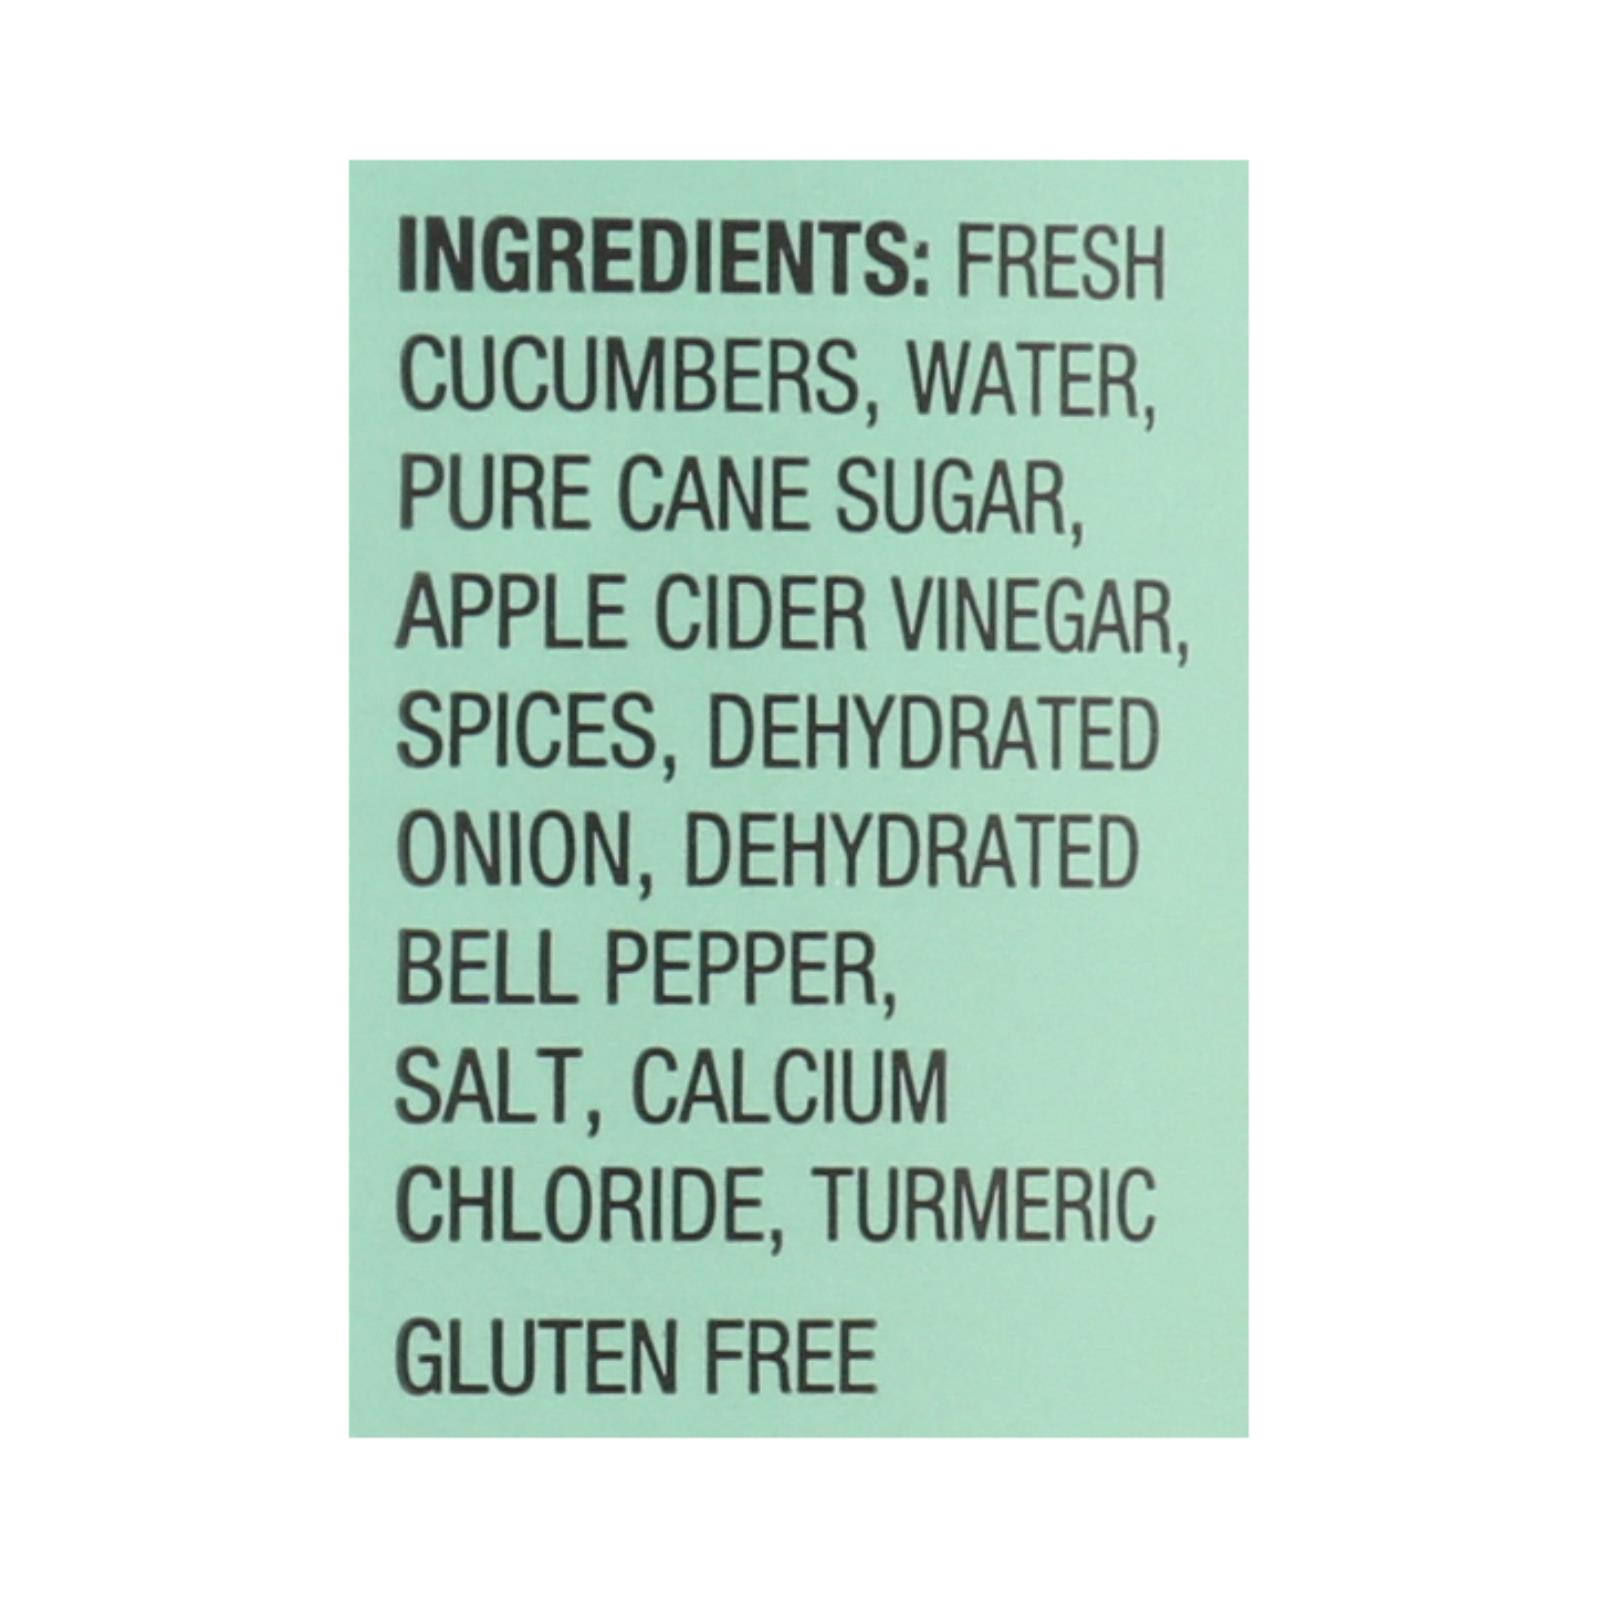 INGREDIENTS: FRESH
CUCUMBERS, WATER,
PURE CANE SUGAR,
APPLE CIDER VINEGAR,
SPICES, DEHYDRATED
ONION, DEHYDRATED
BELL PEPPER,
SALT, CALCIUM
CHLORIDE, TURMERIC
GLUTEN FREE